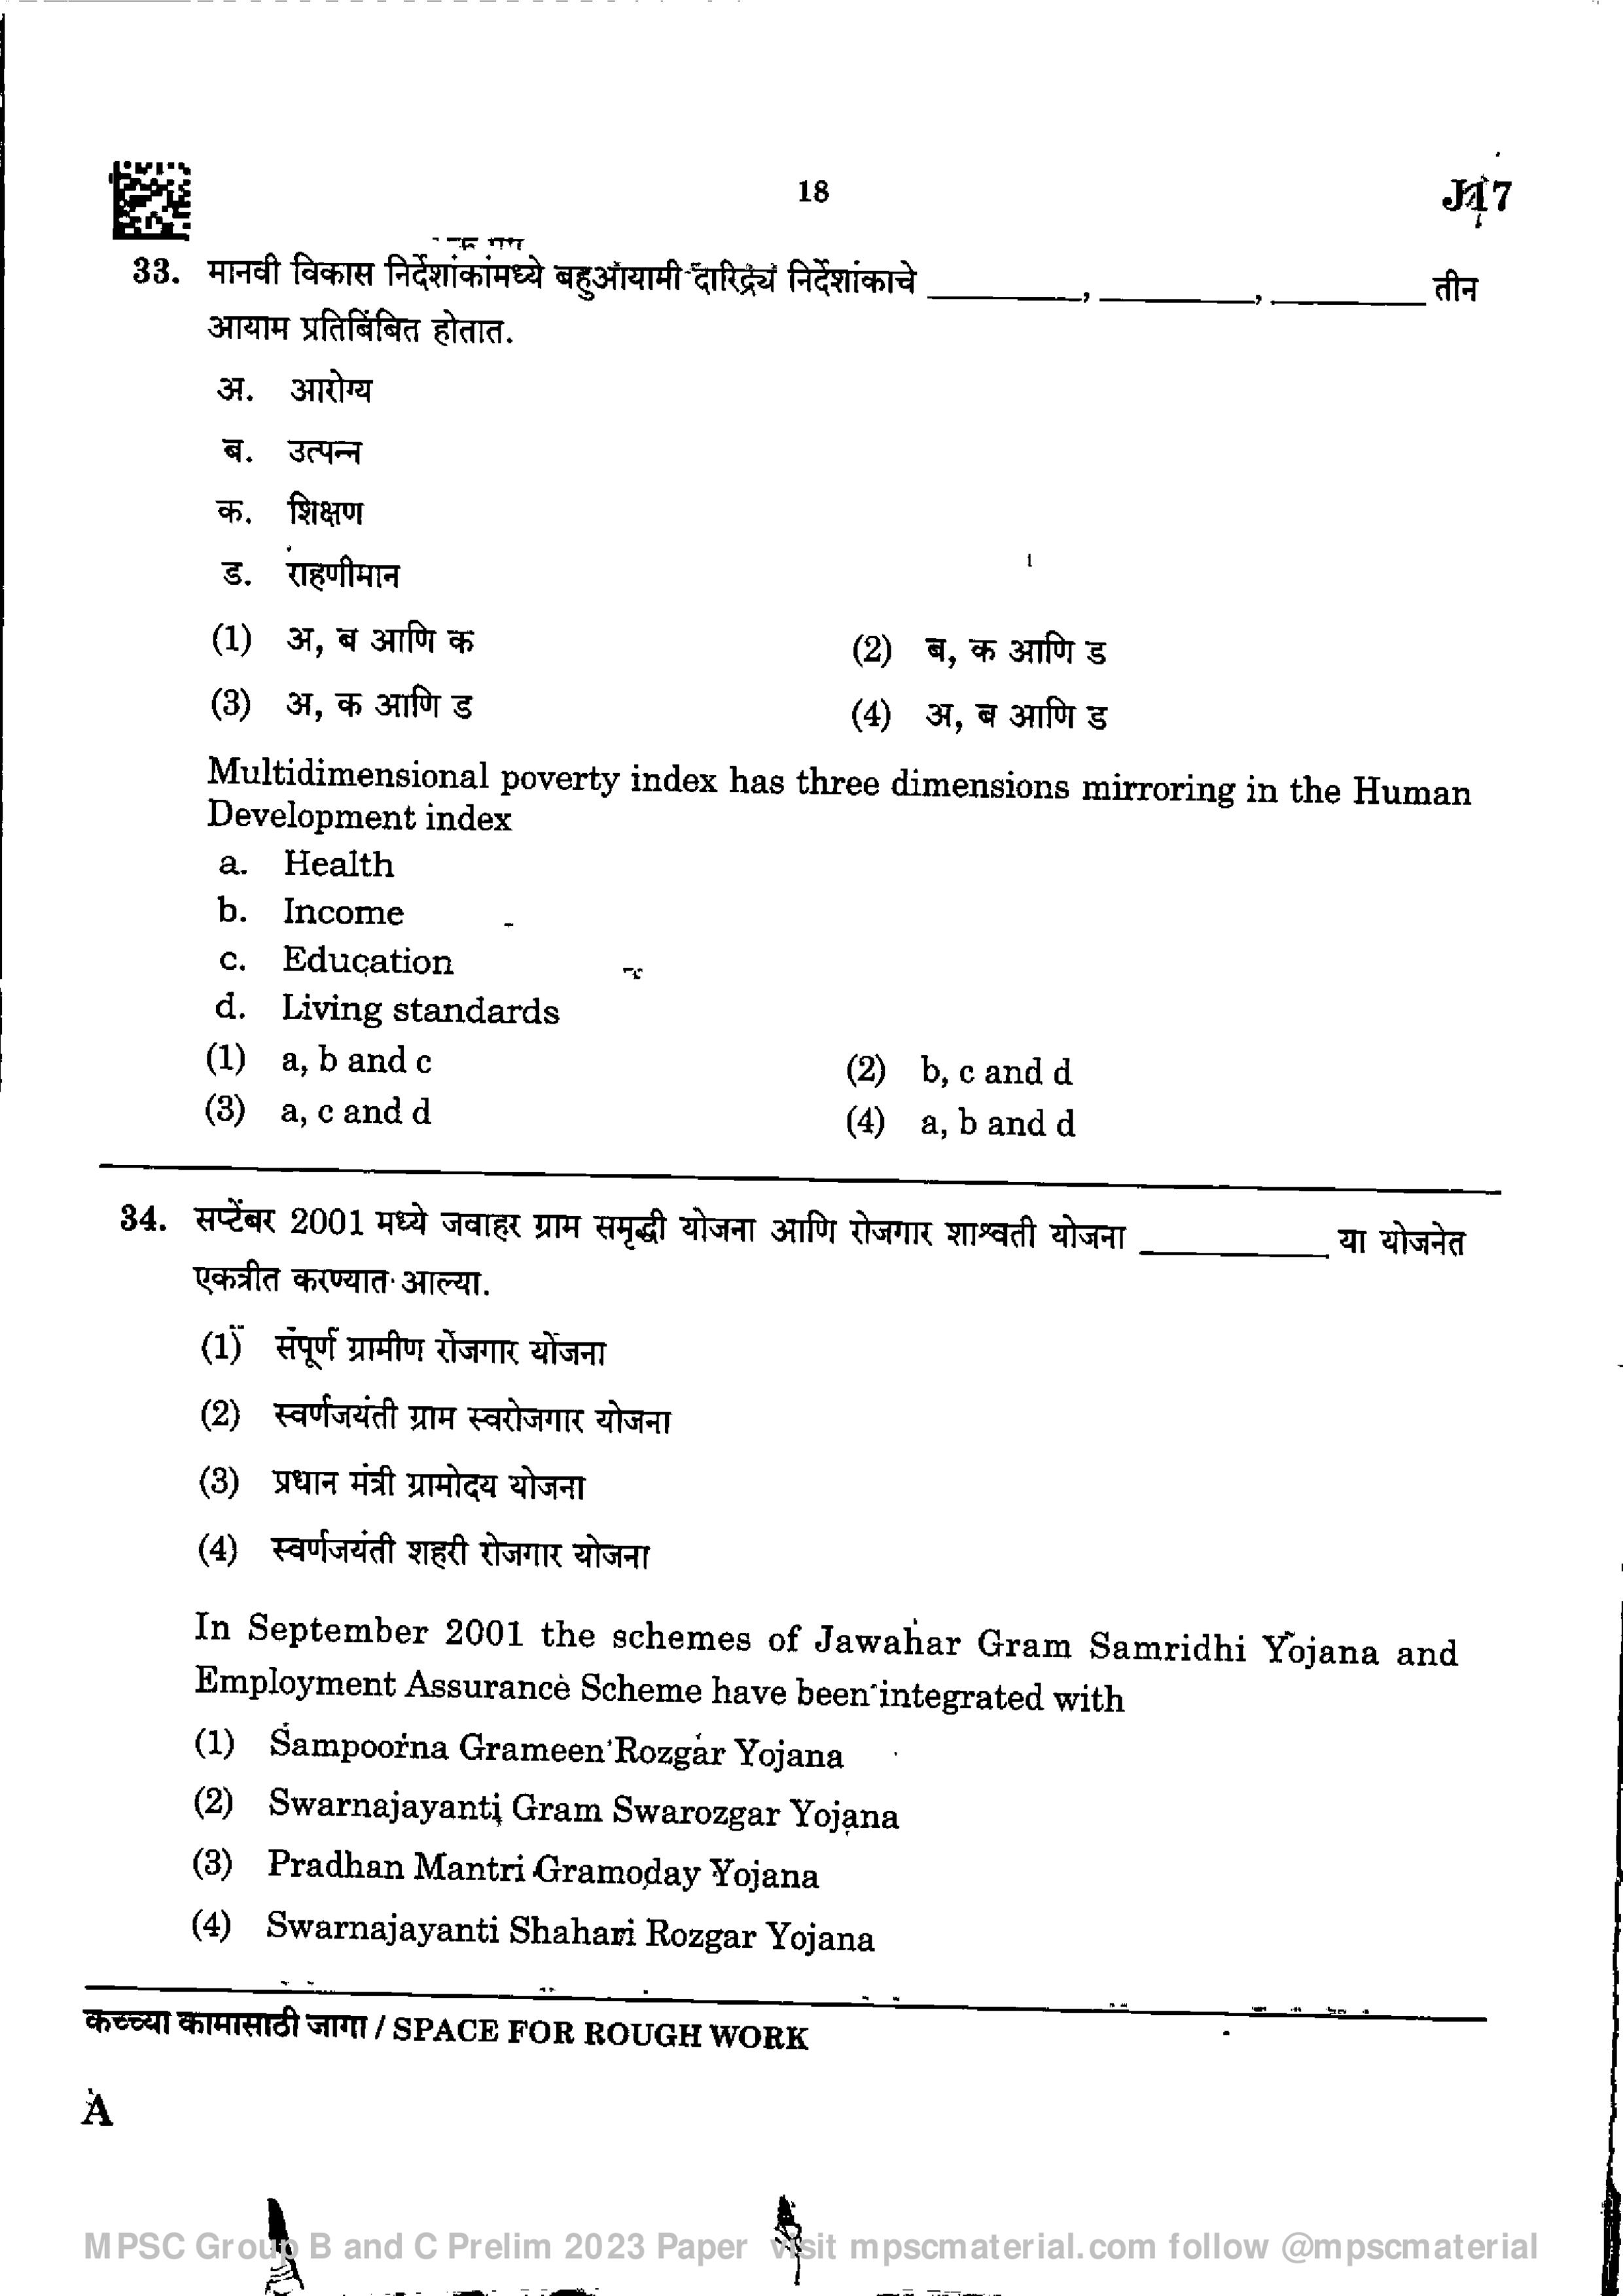 18
J17
33. मानवी विकास निर्देशांकांमध्ये बहुआयामी दारिद्र्य निर्देशांकाचे ________, ________, ________ तीन
आयाम प्रतिबिंबित होतात.
अ. आरोग्य
ब. उत्पन्न
क. शिक्षण
ड. राहणीमान
(1) अ, ब आणि क (2) ब, क आणि ड
(3) अ, क आणि ड (4) अ, ब आणि ड
Multidimensional poverty index has three dimensions mirroring in the Human
Development index
a. Health
b. Income
c. Education
d. Living standards
(1) a, b and c (2) b, c and d
(3) a, c and d (4) a, b and d
34. सप्टेंबर 2001 मध्ये जवाहर ग्राम समृद्धी योजना आणि रोजगार शाश्वती योजना ________ या योजनेत
एकत्रीत करण्यात आल्या.
(1) संपूर्ण ग्रामीण रोजगार योजना
(2) स्वर्णजयंती ग्राम स्वरोजगार योजना
(3) प्रधान मंत्री ग्रामोदय योजना
(4) स्वर्णजयंती शहरी रोजगार योजना
In September 2001 the schemes of Jawahar Gram Samridhi Yojana and
Employment Assurance Scheme have been integrated with
(1) Sampoorna Grameen Rozgar Yojana
(2) Swarnajayanti Gram Swarozgar Yojana
(3) Pradhan Mantri Gramoday Yojana
(4) Swarnajayanti Shahari Rozgar Yojana
कच्च्या कामासाठी जागा / SPACE FOR ROUGH WORK
A
MPSC Group B and C Prelim 2023 Paper visit mpscmaterial.com follow @mpscmaterial